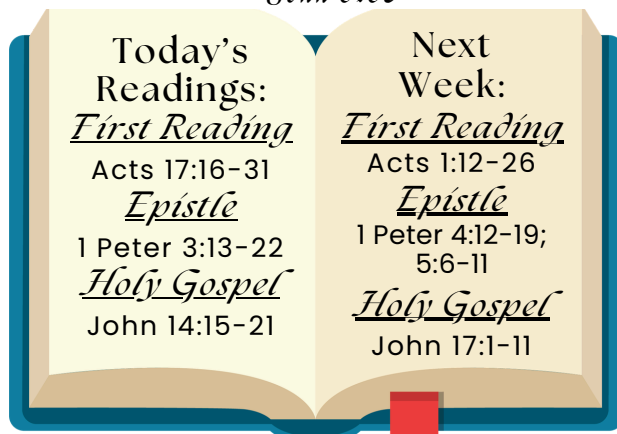 Today's
Readings:
First Reading
Acts 17:16-31
Epistle
1 Peter 3:13-22
Holy Gospel
John 14:15-21
Next
Week:
First Reading
Acts 1:12-26
Epistle
1 Peter 4:12-19;
5:6-11
Holy Gospel
John 17:1-11